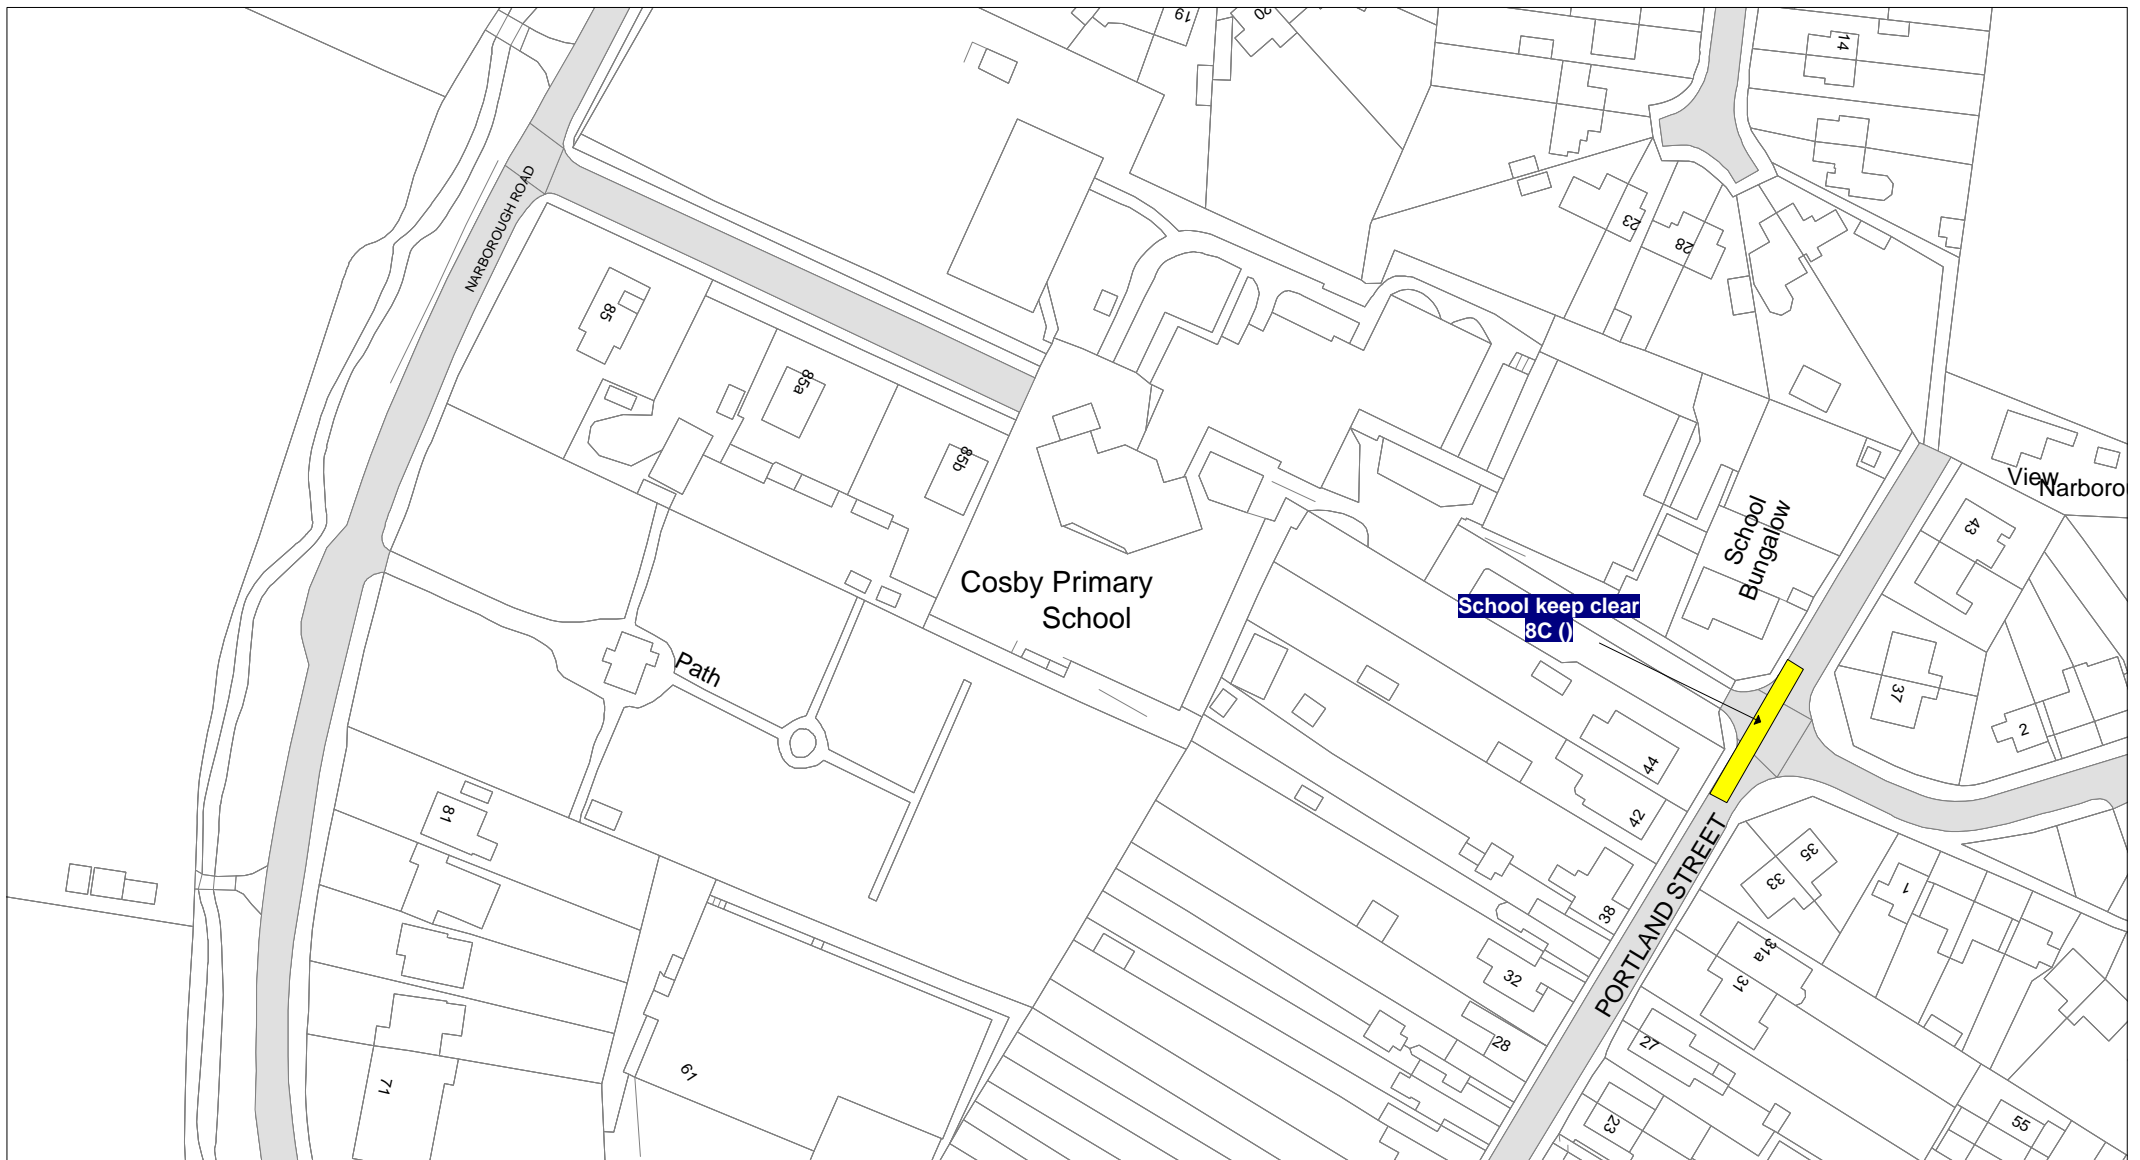 19
20
14
NARBOROUGH ROAD
23
28
85
85a
85b
View
Narboro
43
School
Bungalow
Cosby Primary
School
School keep clear
8C ()
Path
37
2
44
42
81
PORTLAND STREET
35
33
1
38
31a
31
32
28
27
61
71
23
55